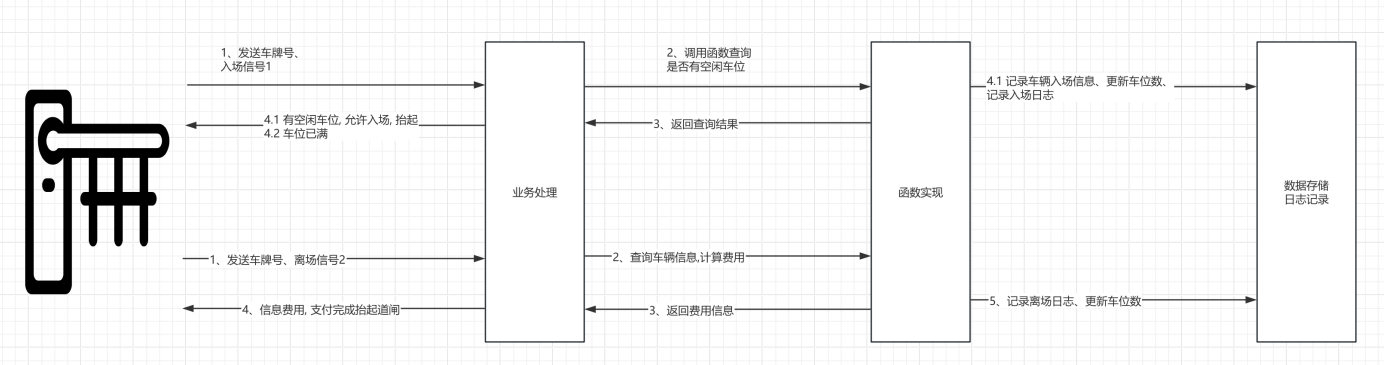 1、发送车牌号、
入场信号1
2、调用函数查询
是否有空闲车位
4.1 记录车辆入场信息、更新车位数、
记录入场日志
4.1 有空闲车位, 允许入场, 抬起
4.2 车位已满
3、返回查询结果
业务处理
函数实现
数据存储
日志记录
1、发送车牌号、离场信号2
2、查询车辆信息,计算费用
4、信息费用, 支付完成抬起道闸
3、返回费用信息
5、记录离场日志、更新车位数